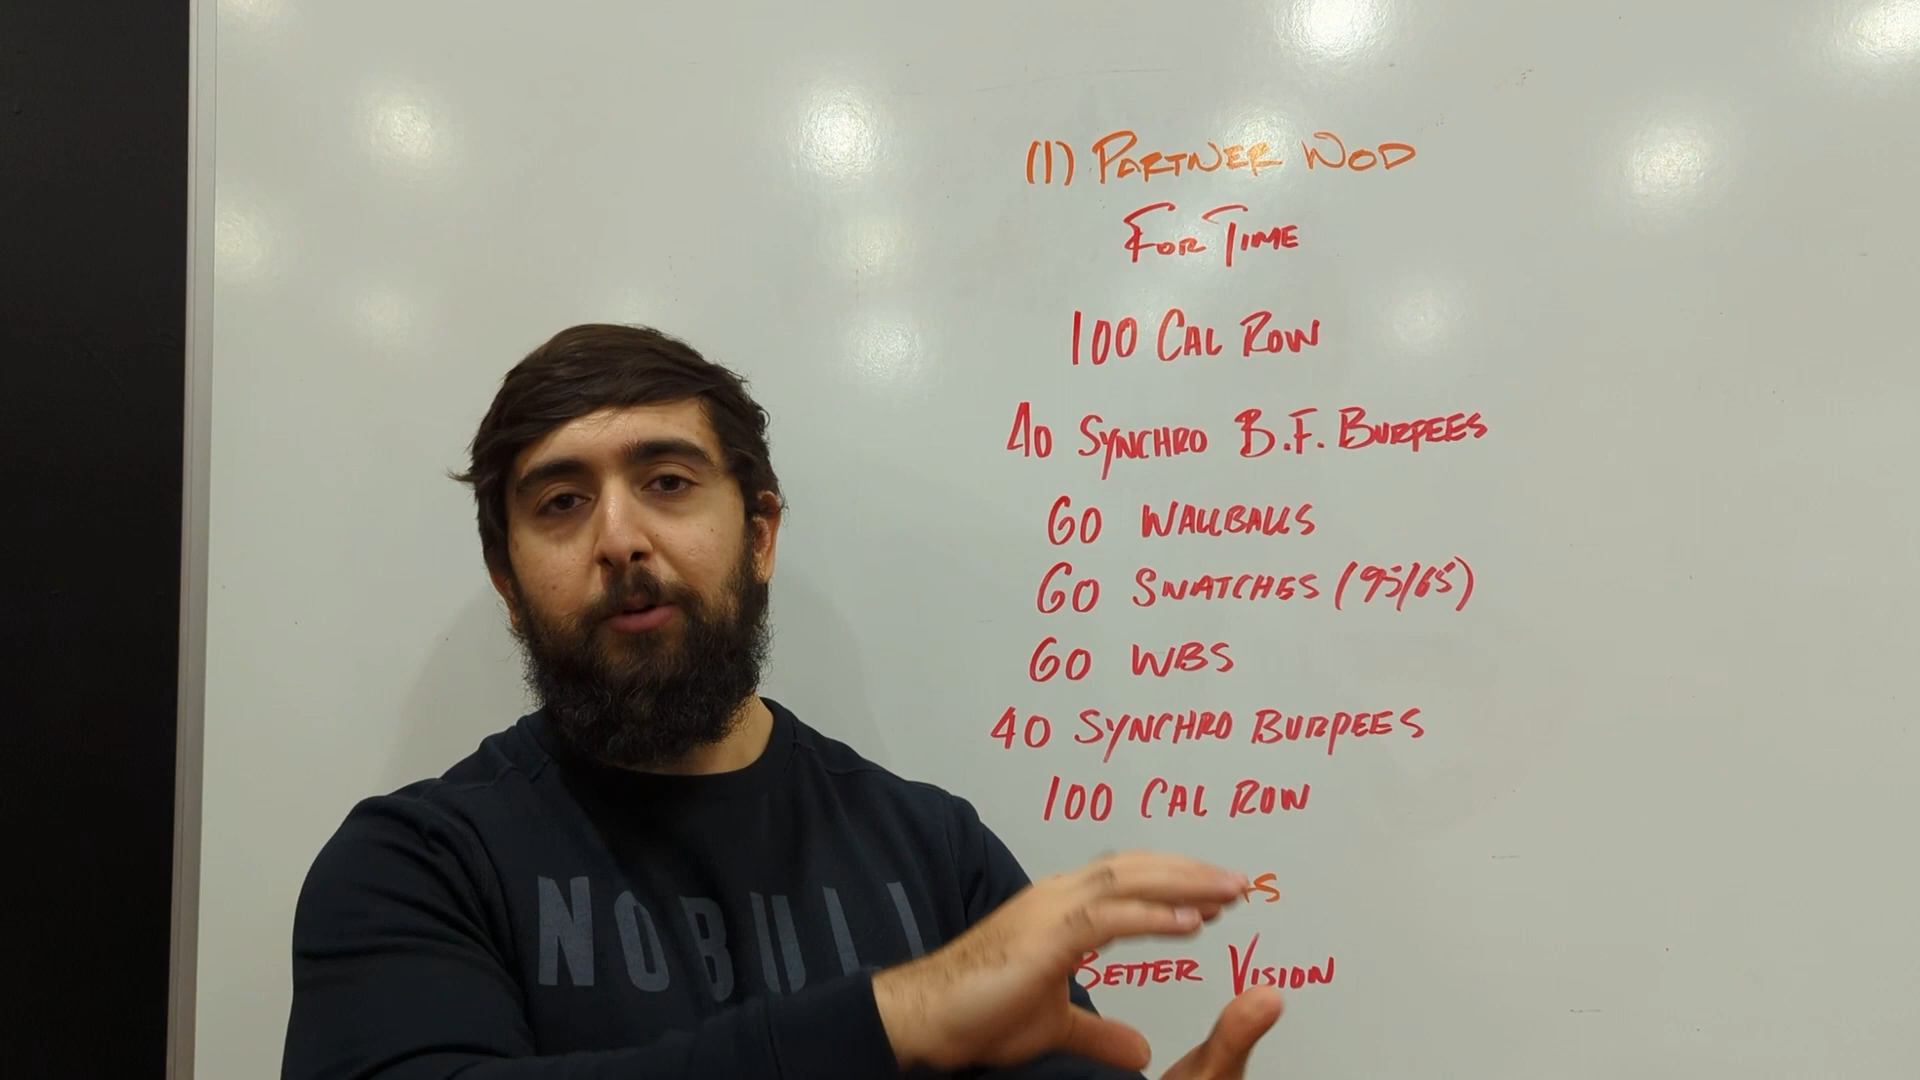 (1) PARTNER WOD
FOR TIME
100 CAL ROW
40 SYNCHRO B.F. BURPEES
60 WALLBALLS
60 SNATCHES (95/65)
60 WBS
40 SYNCHRO BURPEES
100 CAL ROW
BETTER VISION
NOBULL